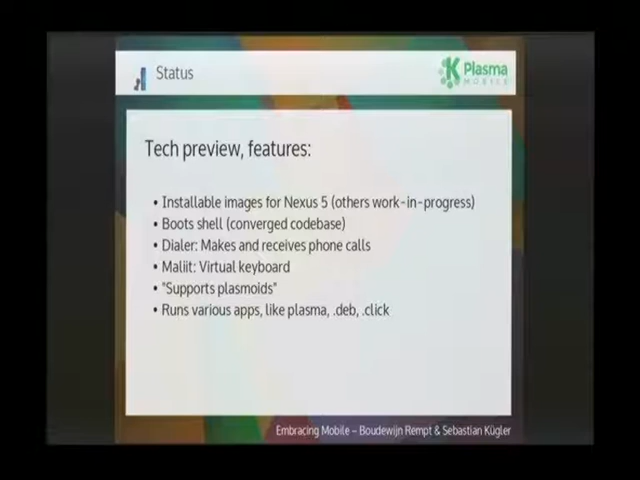 Status
Plasma
MOBILE
Tech preview, features:
• Installable images for Nexus 5 (others work-in-progress)
• Boots shell (converged codebase)
• Dialer: Makes and receives phone calls
• Maliit: Virtual keyboard
• "Supports plasmoids"
• Runs various apps, like plasma, .deb, .click
Embracing Mobile – Boudewijn Rempt & Sebastian Kügler